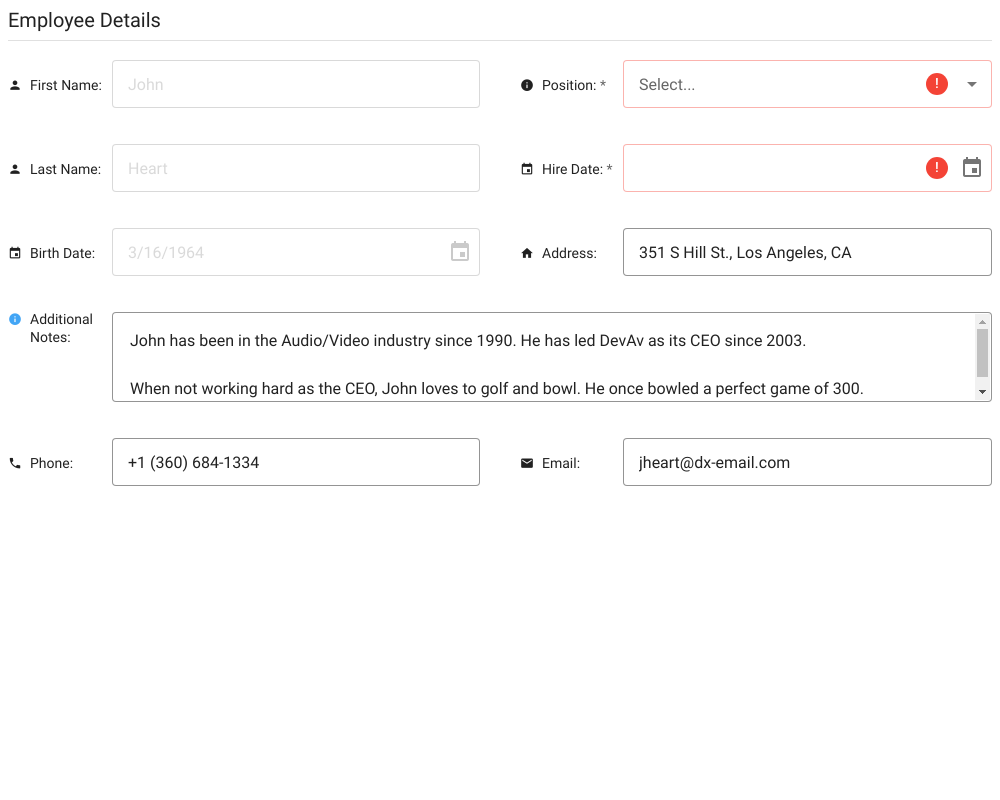 Employee Details
First Name: John Position: * Select... !
Last Name: Heart Hire Date: * !
Birth Date: 3/16/1964 Address: 351 S Hill St., Los Angeles, CA
Additional
Notes:
John has been in the Audio/Video industry since 1990. He has led DevAv as its CEO since 2003.
When not working hard as the CEO, John loves to golf and bowl. He once bowled a perfect game of 300.
Phone: +1 (360) 684-1334 Email: jheart@dx-email.com